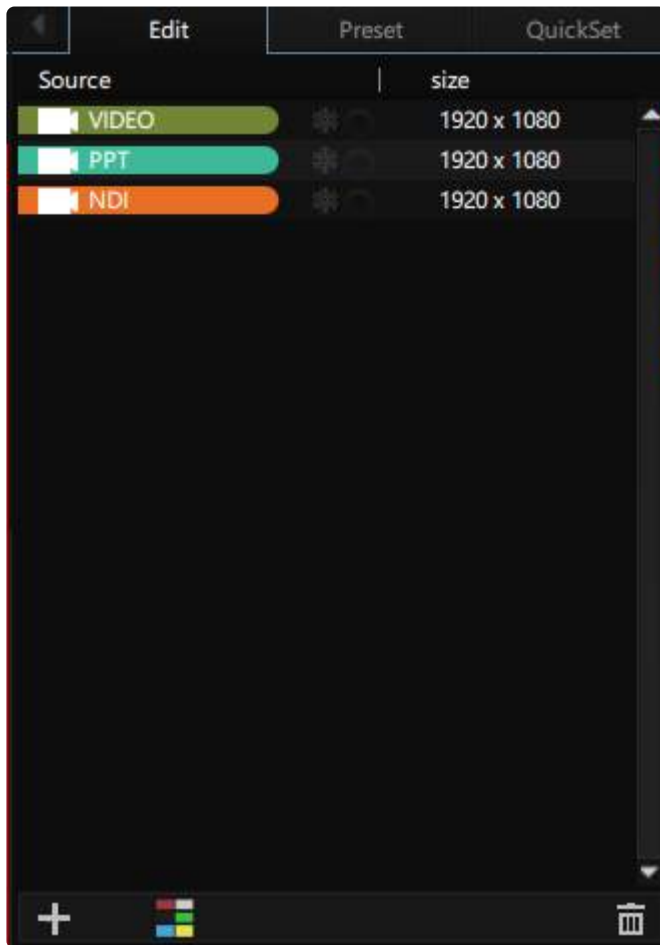 Edit Preset QuickSet
Source | size
VIDEO 1920 x 1080
PPT 1920 x 1080
NDI 1920 x 1080